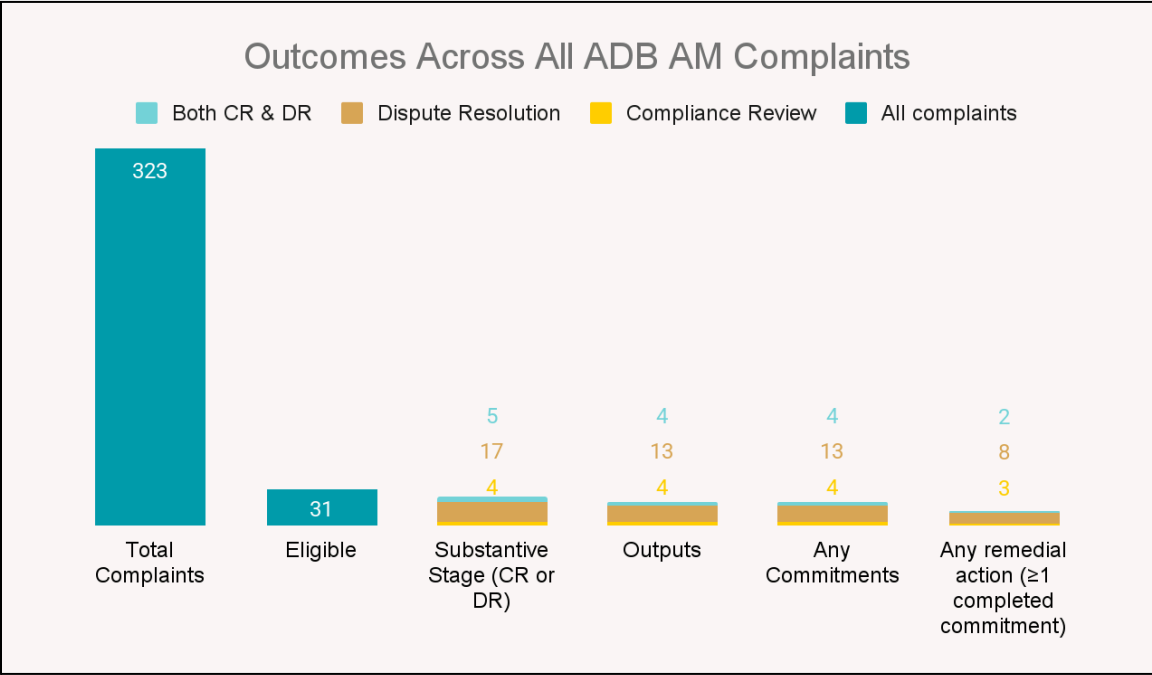 Outcomes Across All ADB AM Complaints
Both CR & DR
Dispute Resolution
Compliance Review
All complaints
323
31
5
4
4
2
17
13
13
8
4
4
4
3
Total
Complaints
Eligible
Substantive
Stage (CR or
DR)
Outputs
Any
Commitments
Any remedial
action (≥1
completed
commitment)